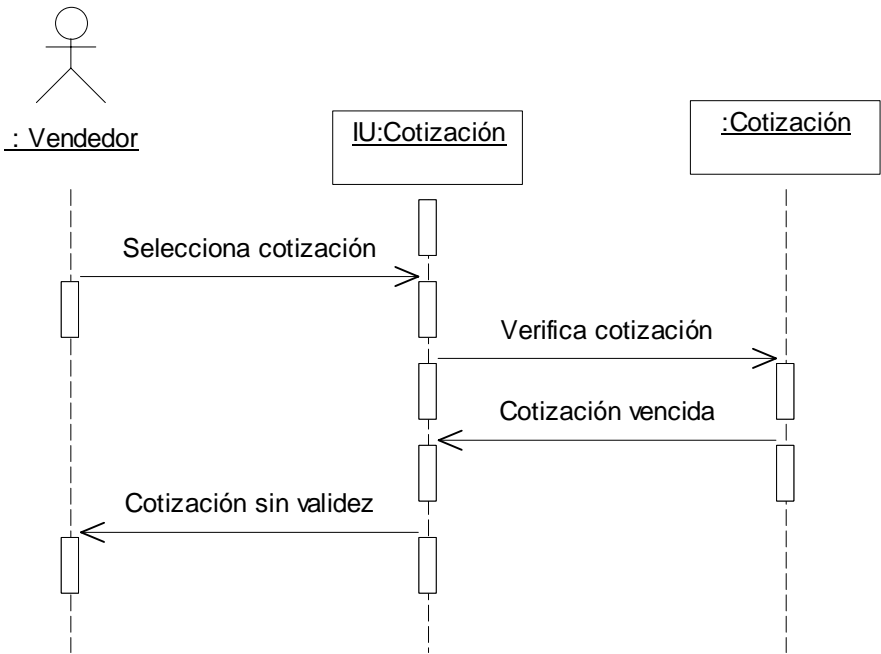 : Vendedor
IU:Cotización
:Cotización
Selecciona cotización
Verifica cotización
Cotización vencida
Cotización sin validez